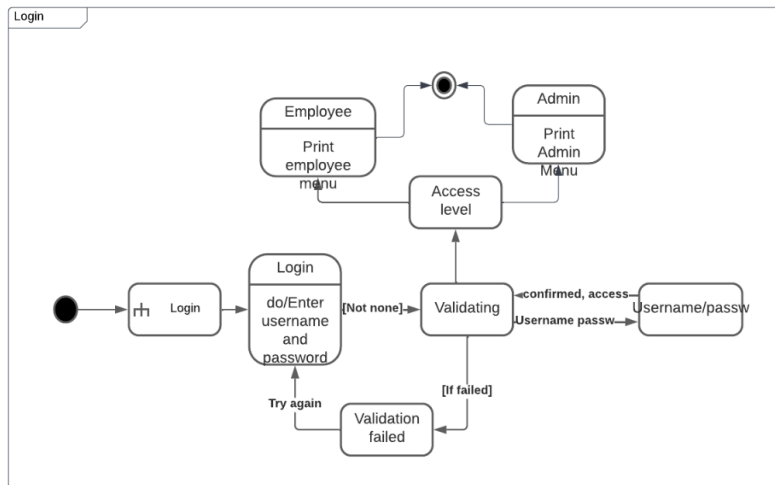 Login
Employee
Print
employee
menu
Admin
Print
Admin
Menu
Access
level
Login
Login
do/Enter
username
and
password
[Not none]
Validating
confirmed, access
Username passw
Username/passw
[If failed]
Try again
Validation
failed